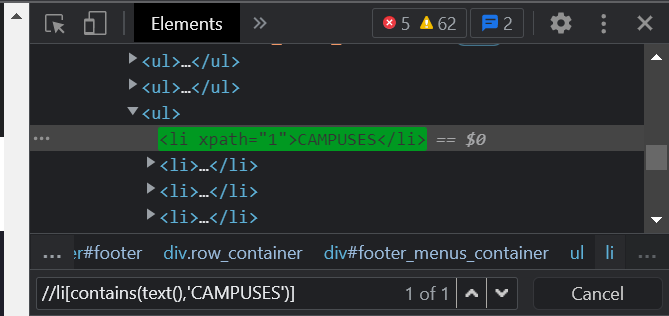 Elements » 5 62 2
<ul>…</ul>
<ul>…</ul>
<ul>
… <li xpath="1">CAMPUSES</li> == $0
<li>…</li>
<li>…</li>
<li>…</li>
… er#footer div.row_container div#footer_menus_container ul li …
//li[contains(text(),'CAMPUSES')] 1 of 1 Cancel